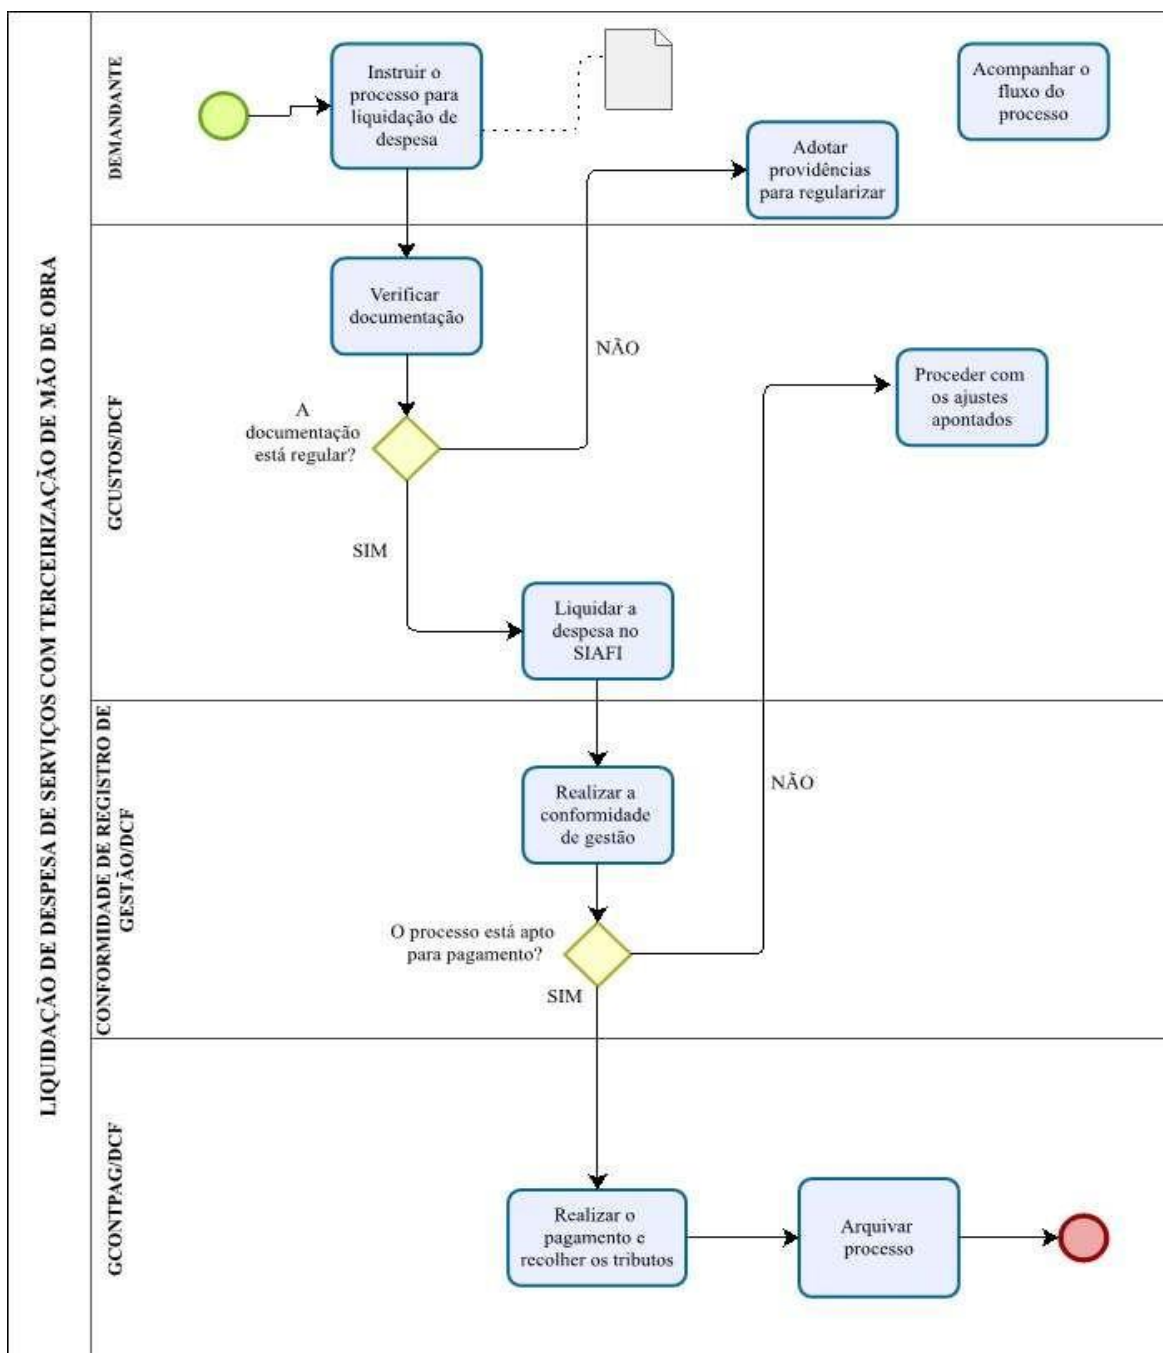 LIQUIDAÇÃO DE DESPESA DE SERVIÇOS COM TERCEIRIZAÇÃO DE MÃO DE OBRA
DEMANDANTE
Instruir o
processo para
liquidação de
despesa
Acompanhar o
fluxo do
processo
Adotar
providências
para regularizar
GCUSTOS/DCF
Verificar
documentação
NÃO
Proceder com
os ajustes
apontados
A
documentação
está regular?
SIM
Liquidar a
despesa no
SIAFI
CONFORMIDADE DE REGISTRO DE
GESTÃO/DCF
Realizar a
conformidade
de gestão
NÃO
O processo está apto
para pagamento?
SIM
GCONTPAG/DCF
Realizar o
pagamento e
recolher os tributos
Arquivar
processo